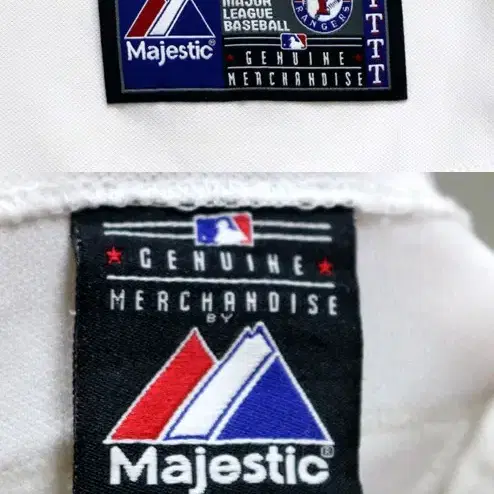 MAJOR
LEAGUE
BASEBALL
RANGERS
T
Majestic®
GENUINE
MERCHANDISE
T
T
T
GENUINE
MERCHANDISE
BY
Majestic®